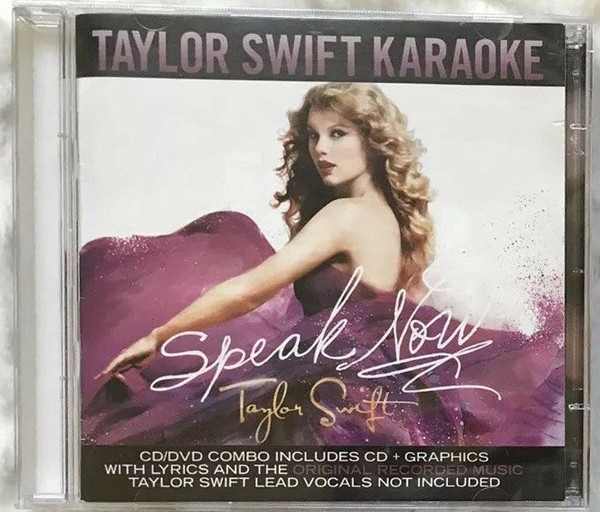 TAYLOR SWIFT KARAOKE
Speak Now
Taylor Swift
CD/DVD COMBO INCLUDES CD + GRAPHICS
WITH LYRICS AND THE ORIGINAL RECORDED MUSIC
TAYLOR SWIFT LEAD VOCALS NOT INCLUDED